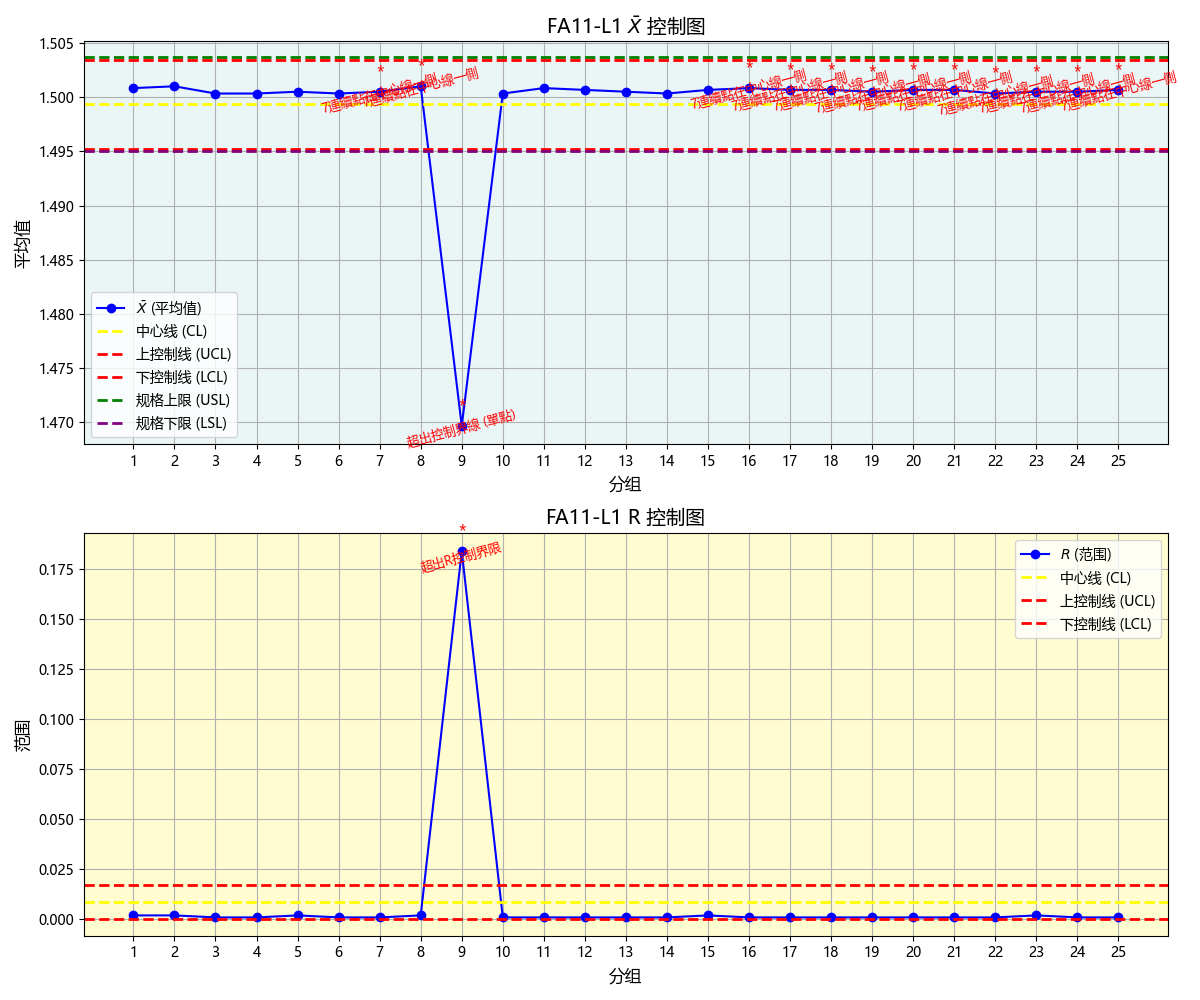 FA11-L1 X̄ 控制图
平均值
1.505
1.500
1.495
1.490
1.485
1.480
1.475
1.470
*
*
*
*
*
*
*
*
*
*
*
*
*
超出控制界線 (單點)
X̄ (平均值)
中心线 (CL)
上控制线 (UCL)
下控制线 (LCL)
规格上限 (USL)
规格下限 (LSL)
1 2 3 4 5 6 7 8 9 10 11 12 13 14 15 16 17 18 19 20 21 22 23 24 25
分组
FA11-L1 R 控制图
范围
*
超出R控制界限
R (范围)
中心线 (CL)
上控制线 (UCL)
下控制线 (LCL)
0.175
0.150
0.125
0.100
0.075
0.050
0.025
0.000
1 2 3 4 5 6 7 8 9 10 11 12 13 14 15 16 17 18 19 20 21 22 23 24 25
分组